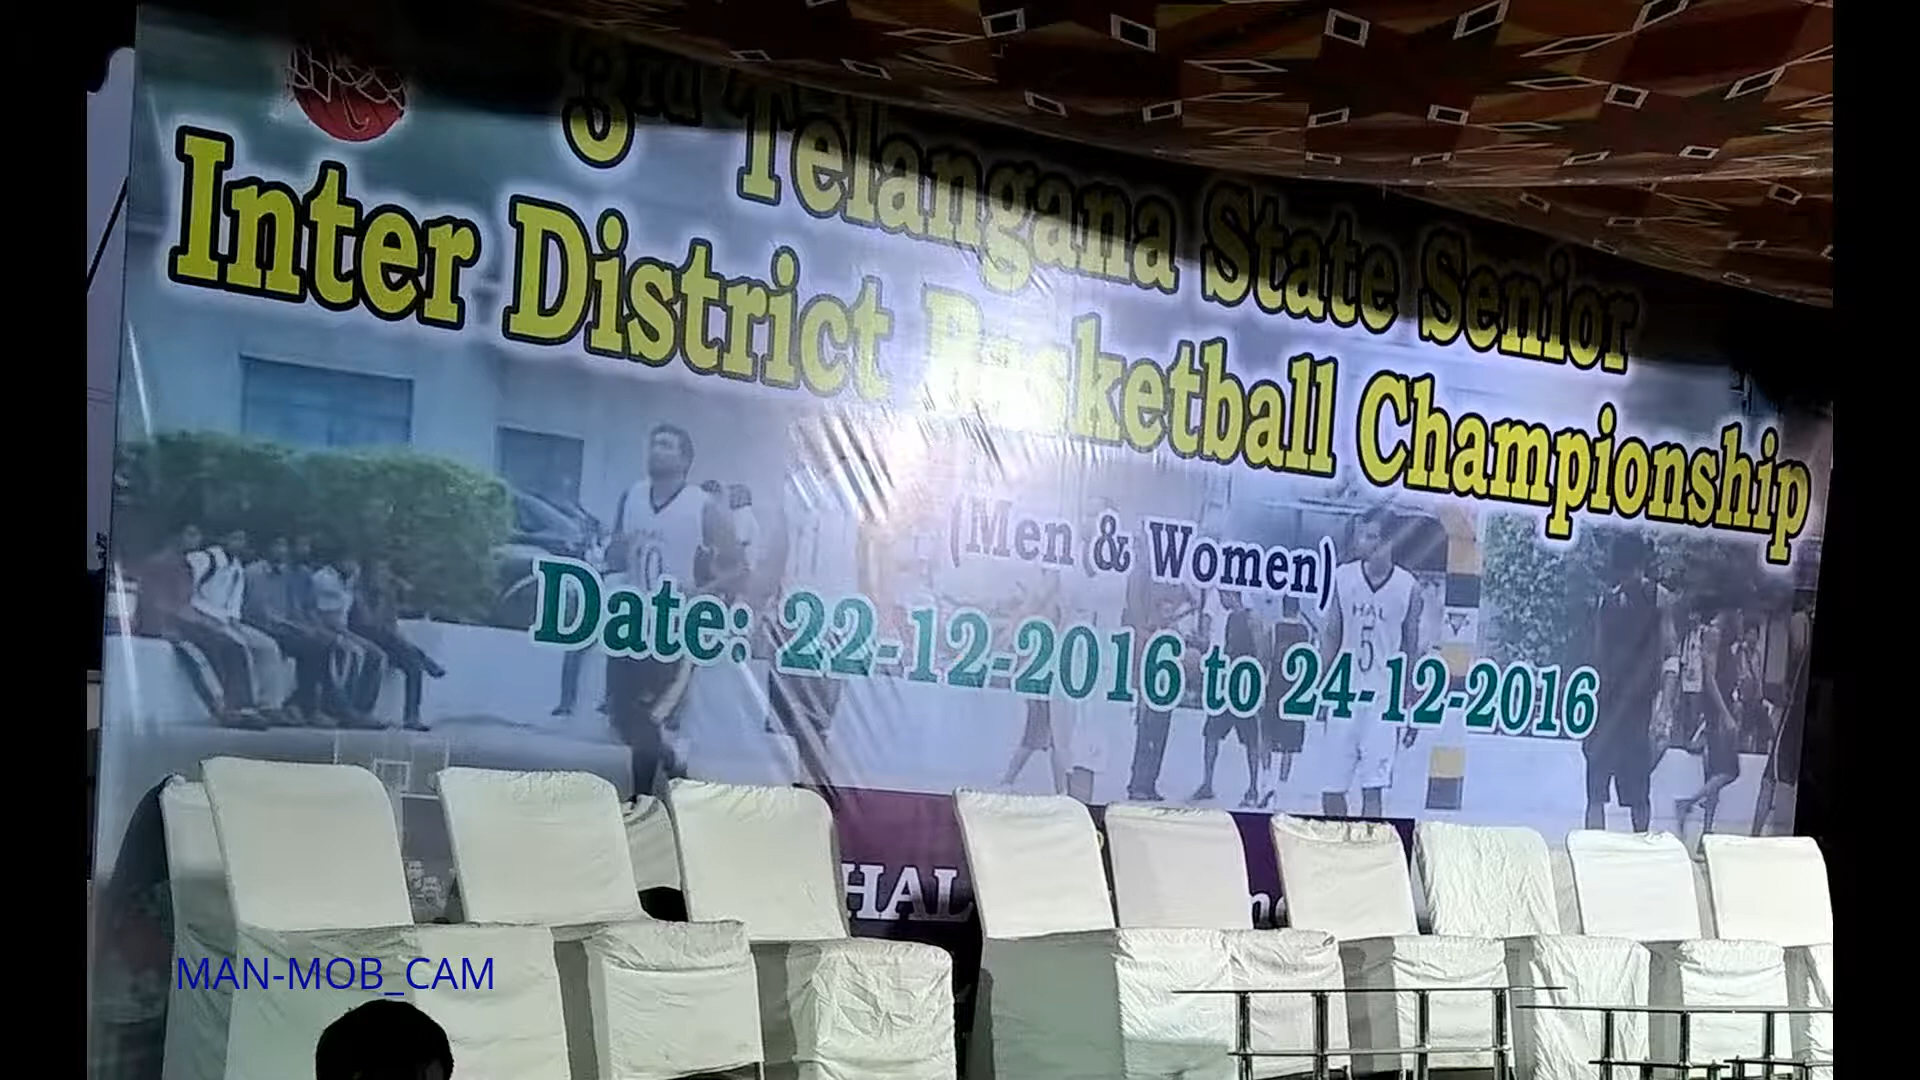 3rd Telangana State Senior
Inter District Basketball Championship
(Men & Women)
Date: 22-12-2016 to 24-12-2016
HAL
MAN-MOB_CAM